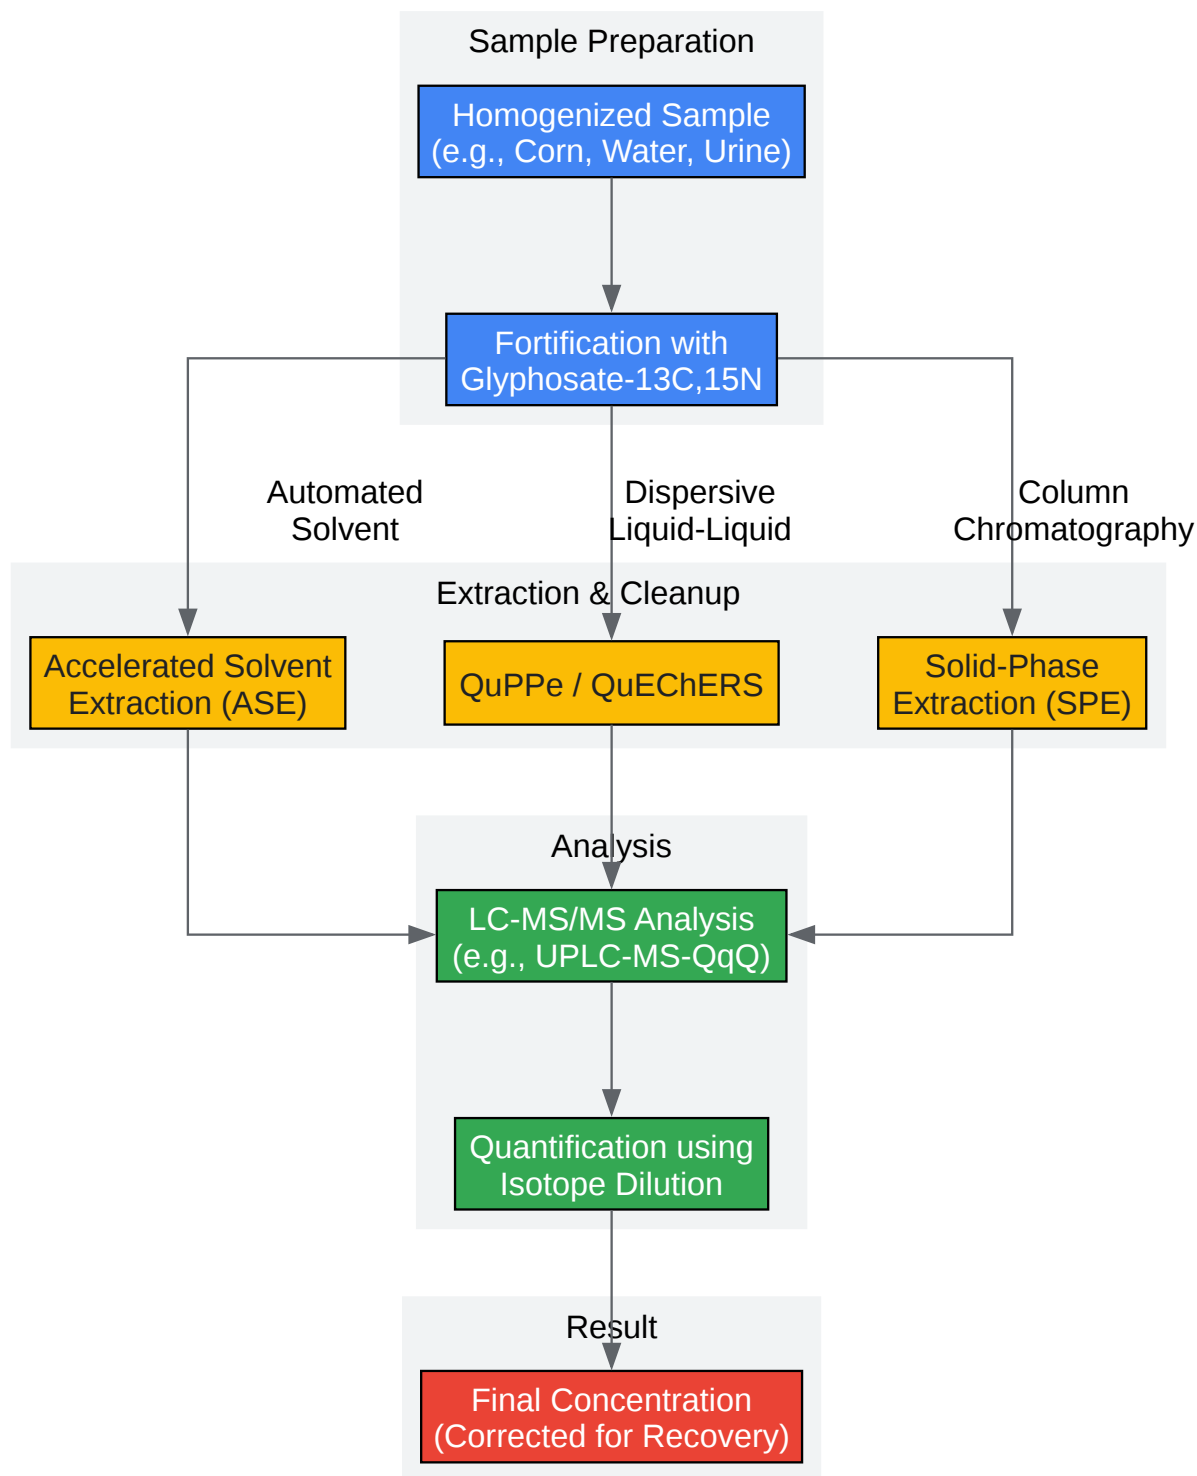 Sample Preparation
Homogenized Sample
(e.g., Corn, Water, Urine)
Fortification with
Glyphosate-13C,15N
Automated
Solvent
Dispersive
Liquid-Liquid
Column
Chromatography
Extraction & Cleanup
Accelerated Solvent
Extraction (ASE)
QuPPe / QuEChERS
Solid-Phase
Extraction (SPE)
Analysis
LC-MS/MS Analysis
(e.g., UPLC-MS-QqQ)
Quantification using
Isotope Dilution
Result
Final Concentration
(Corrected for Recovery)